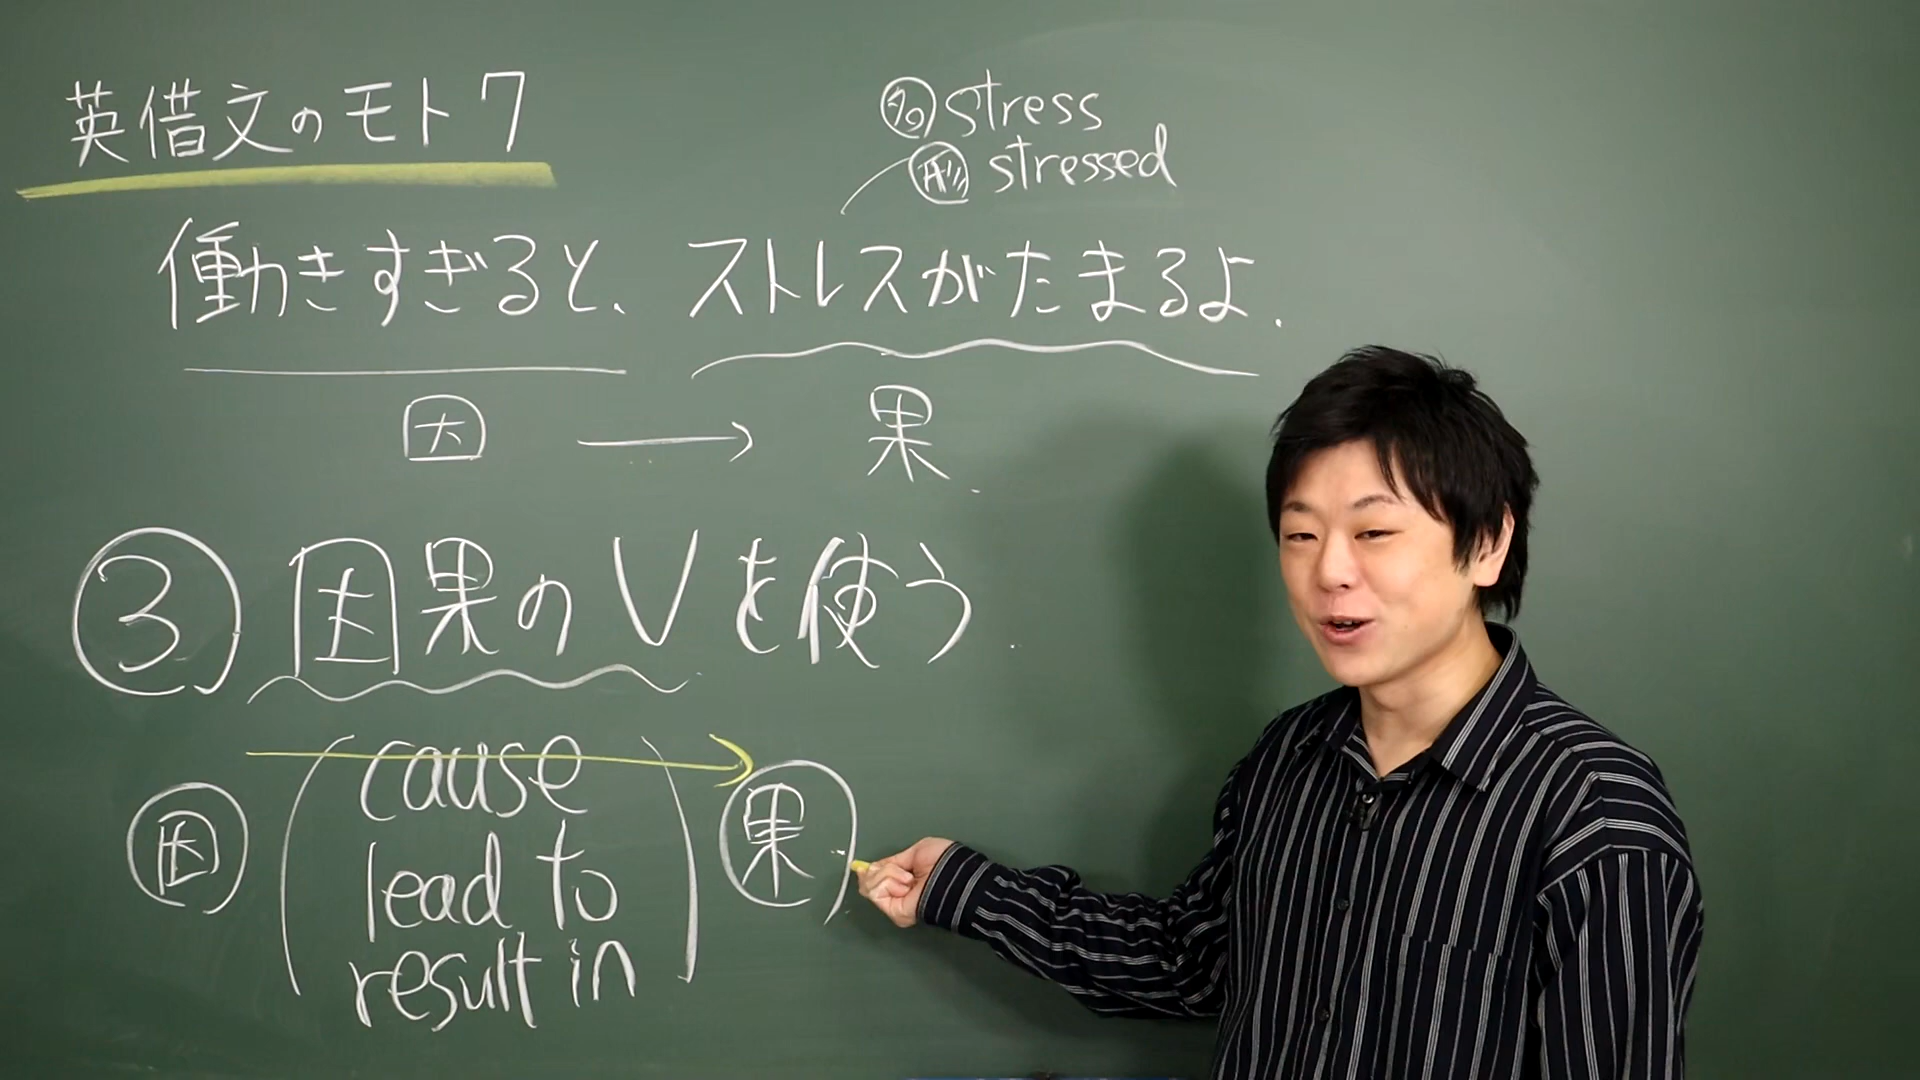 英借文のモト7
名 stress
形 stressed
働きすぎると、ストレスがたまるよ.
因 → 果
③ 因果のVを使う.
因 ( cause
lead to
result in ) 果